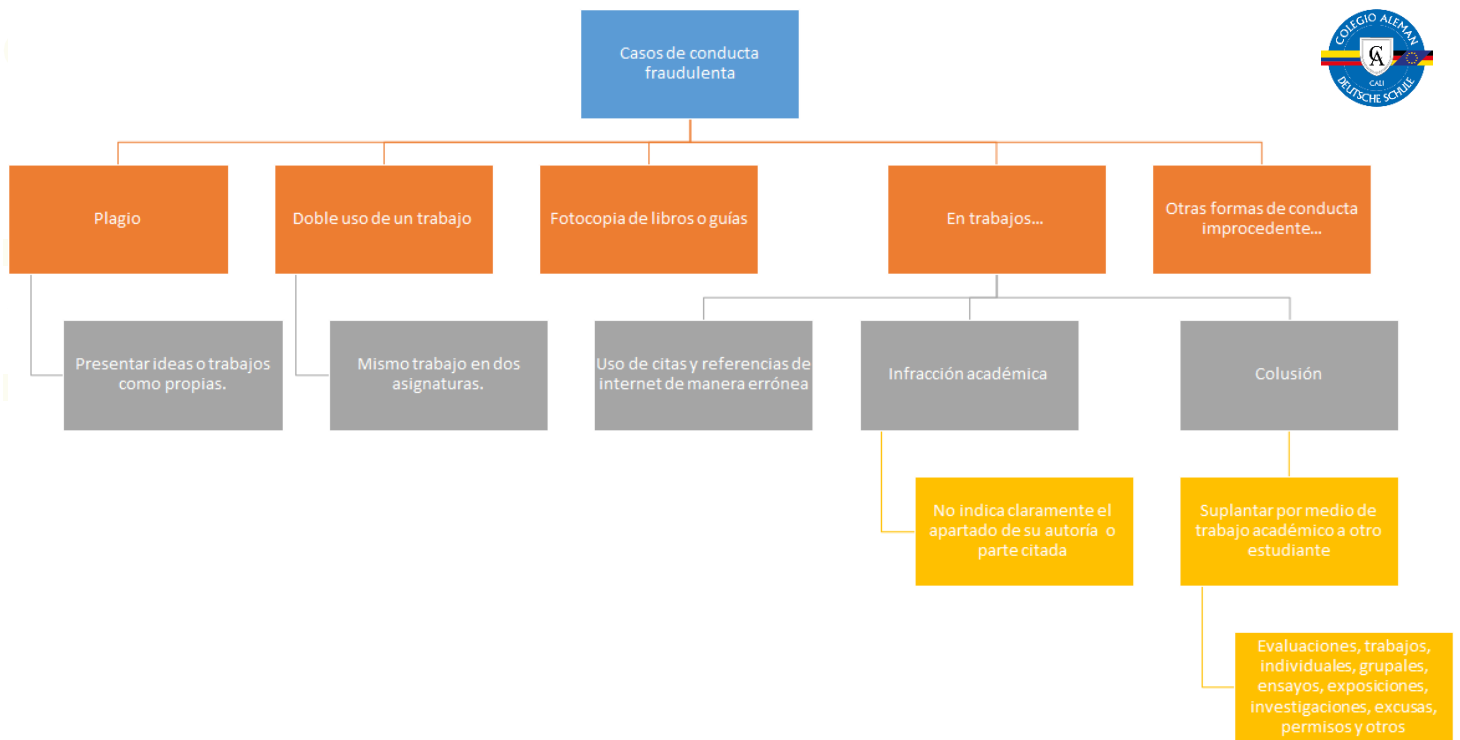 Casos de conducta
fraudulenta
COLEGIO ALEMAN
CA
CALI
DEUTSCHE SCHULE
Plagio
Doble uso de un trabajo
Fotocopia de libros o guías
En trabajos...
Otras formas de conducta
improcedente...
Presentar ideas o trabajos
como propias.
Mismo trabajo en dos
asignaturas.
Uso de citas y referencias de
internet de manera errónea
Infracción académica
Colusión
No indica claramente el
apartado de su autoría o
parte citada
Suplantar por medio de
trabajo académico a otro
estudiante
Evaluaciones, trabajos,
individuales, grupales,
ensayos, exposiciones,
investigaciones, excusas,
permisos y otros